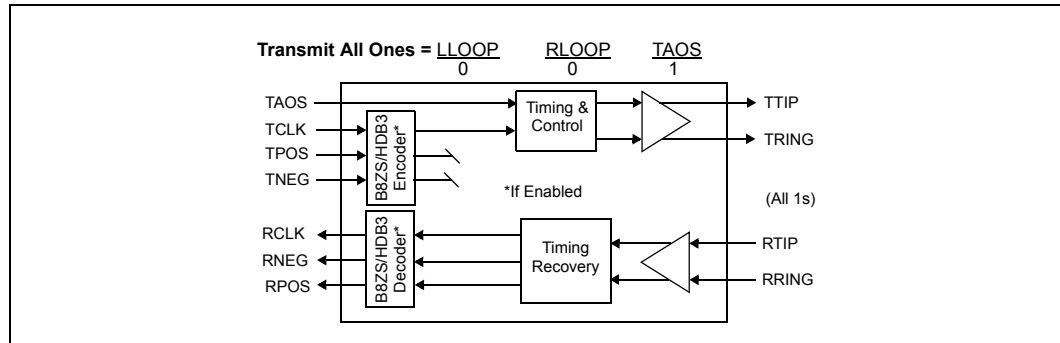 Transmit All Ones = LLOOP RLOOP TAOS
0 0 1
TAOS
TCLK
TPOS
TNEG
B8ZS/HDB3
Encoder*
Timing &
Control
TTIP
TRING
*If Enabled
(All 1s)
RCLK
RNEG
RPOS
B8ZS/HDB3
Decoder*
Timing
Recovery
RTIP
RRING